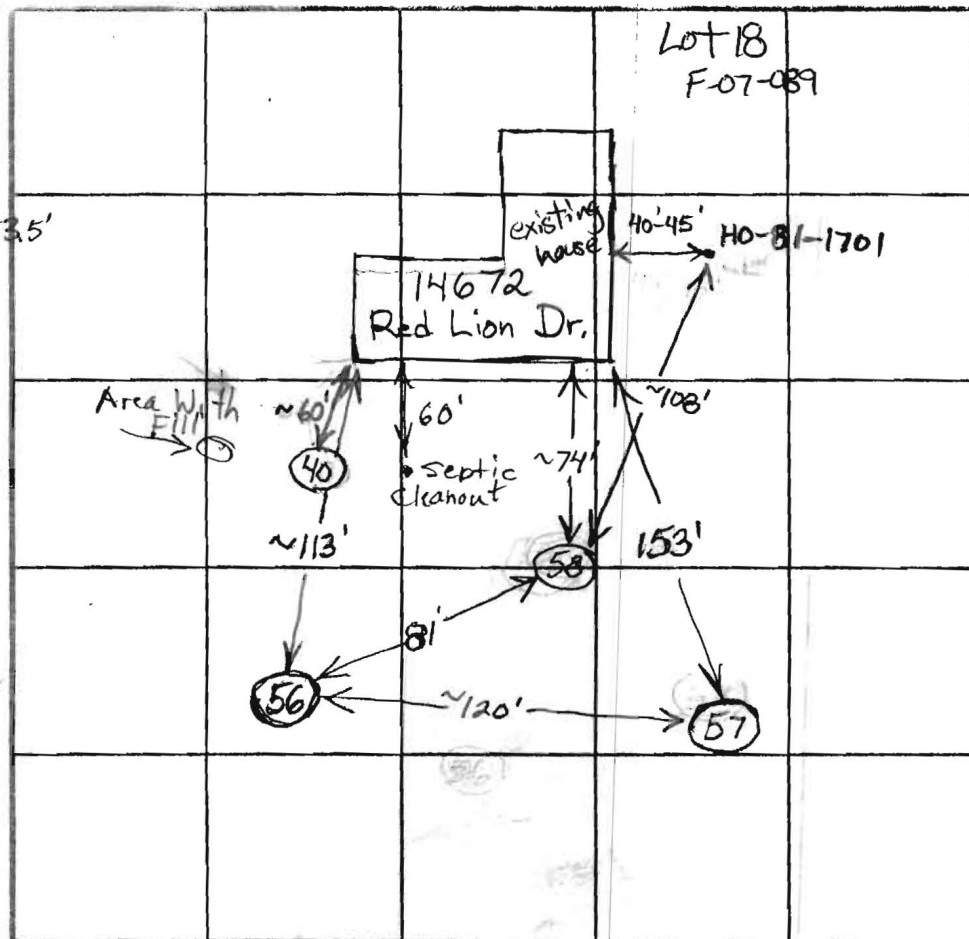 Lot 18
F-07-089
3.5'
existing
house
40'-45'
HO-81-1701
14672
Red Lion Dr.
Area With
Fill
~60'
60'
~74'
~108'
40
septic
cleanout
~113'
58
153'
81'
56
~120'
57